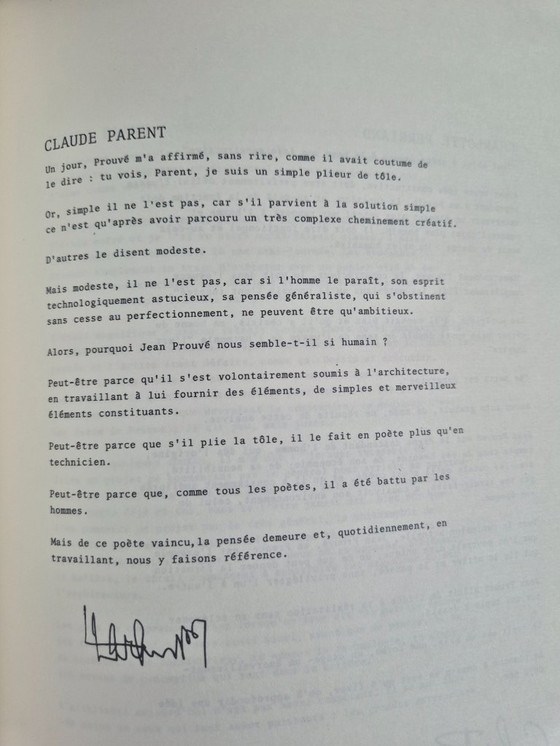 CLAUDE PARENT
Un jour, Prouvé m'a affirmé, sans rire, comme il avait coutume de
le dire : tu vois, Parent, je suis un simple plieur de tôle.
Or, simple il ne l'est pas, car s'il parvient à la solution simple
ce n'est qu'après avoir parcouru un très complexe cheminement créatif.
D'autres le disent modeste.
Mais modeste, il ne l'est pas, car si l'homme le paraît, son esprit
technologiquement astucieux, sa pensée généraliste, qui s'obstinent
sans cesse au perfectionnement, ne peuvent être qu'ambitieux.
Alors, pourquoi Jean Prouvé nous semble-t-il si humain ?
Peut-être parce qu'il s'est volontairement soumis à l'architecture,
en travaillant à lui fournir des éléments, de simples et merveilleux
éléments constituants.
Peut-être parce que s'il plie la tôle, il le fait en poète plus qu'en
technicien.
Peut-être parce que, comme tous les poètes, il a été battu par les
hommes.
Mais de ce poète vaincu, la pensée demeure et, quotidiennement, en
travaillant, nous y faisons référence.